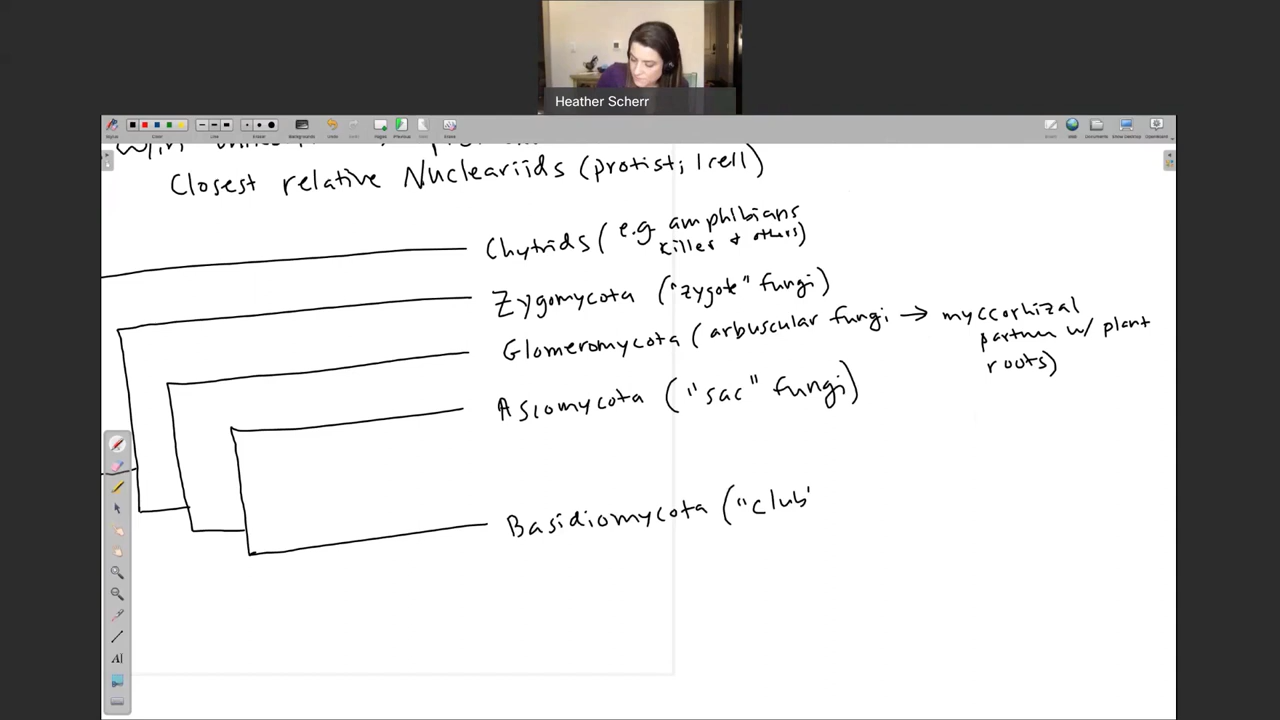 Heather Scherr
Closest relative Nucleariids (protist; 1 cell)
Chytrids (e.g amphibians
killer & others)
Zygomycota ("zygote" fungi)
Glomeromycota (arbuscular fungi → myccorhizal
partner w/ plant
roots)
Ascomycota ("sac" fungi)
Basidiomycota ("club"